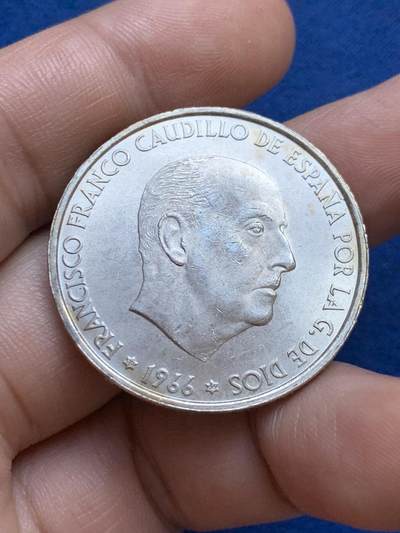 FRANCISCO FRANCO CAUDILLO DE ESPAÑA POR LA G. DE DIOS
1966